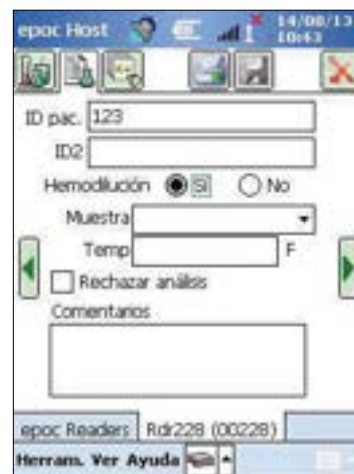 epoc Host 14/08/13
10:43
ID pac. 123
ID2
Hemodilución Sí No
Muestra
Temp F
Rechazar análisis
Comentarios
epoc Readers Rdr228 (00228)
Herram. Ver Ayuda